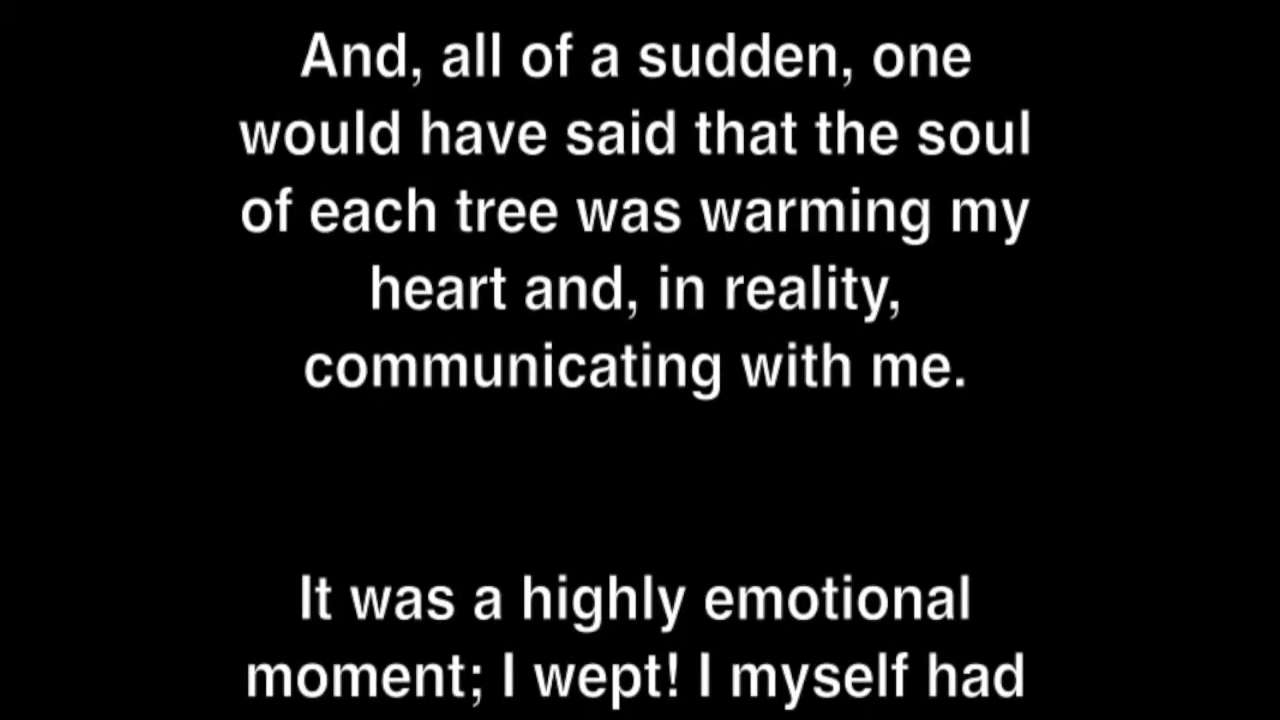 And, all of a sudden, one
would have said that the soul
of each tree was warming my
heart and, in reality,
communicating with me.
It was a highly emotional
moment; I wept! I myself had